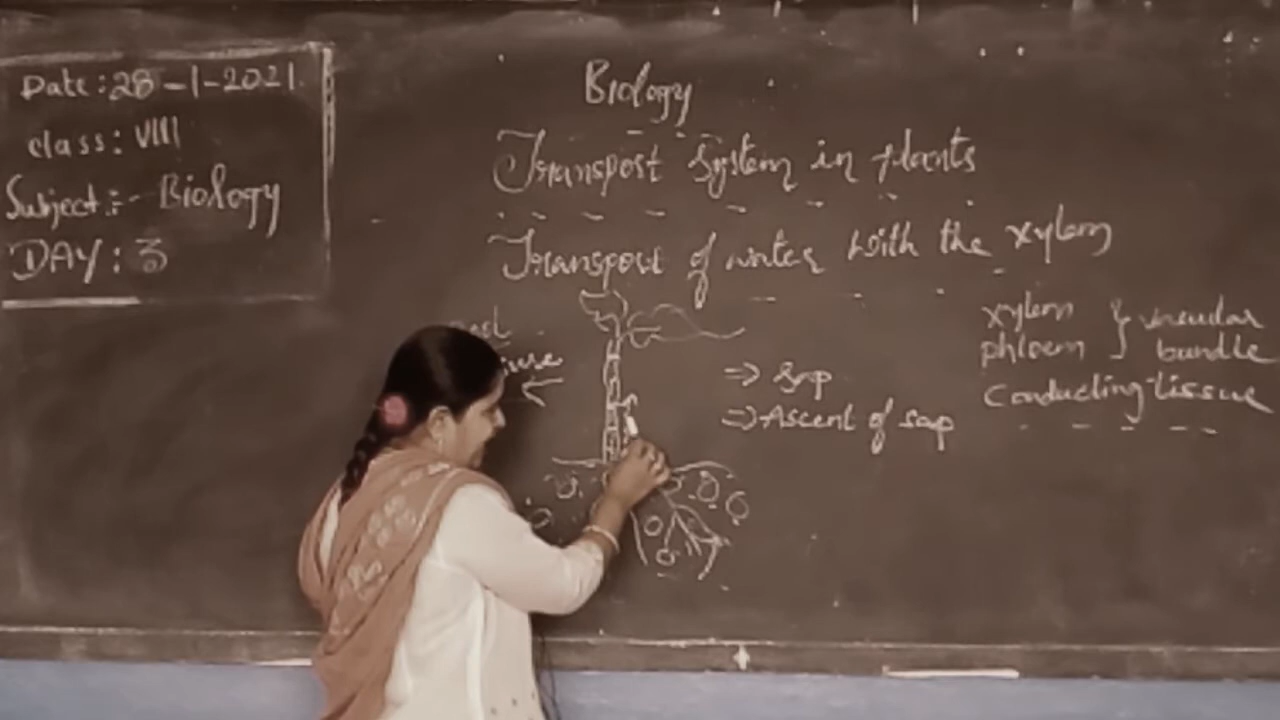 Date: 28-1-2021.
class: VIII
Subject:- Biology
DAY: 3
Biology
Transport System in plants
Transport of water with the xylem
xylem } vascular
phloem } bundle
Conducting tissue
⇒ Sap
⇒ Ascent of sap